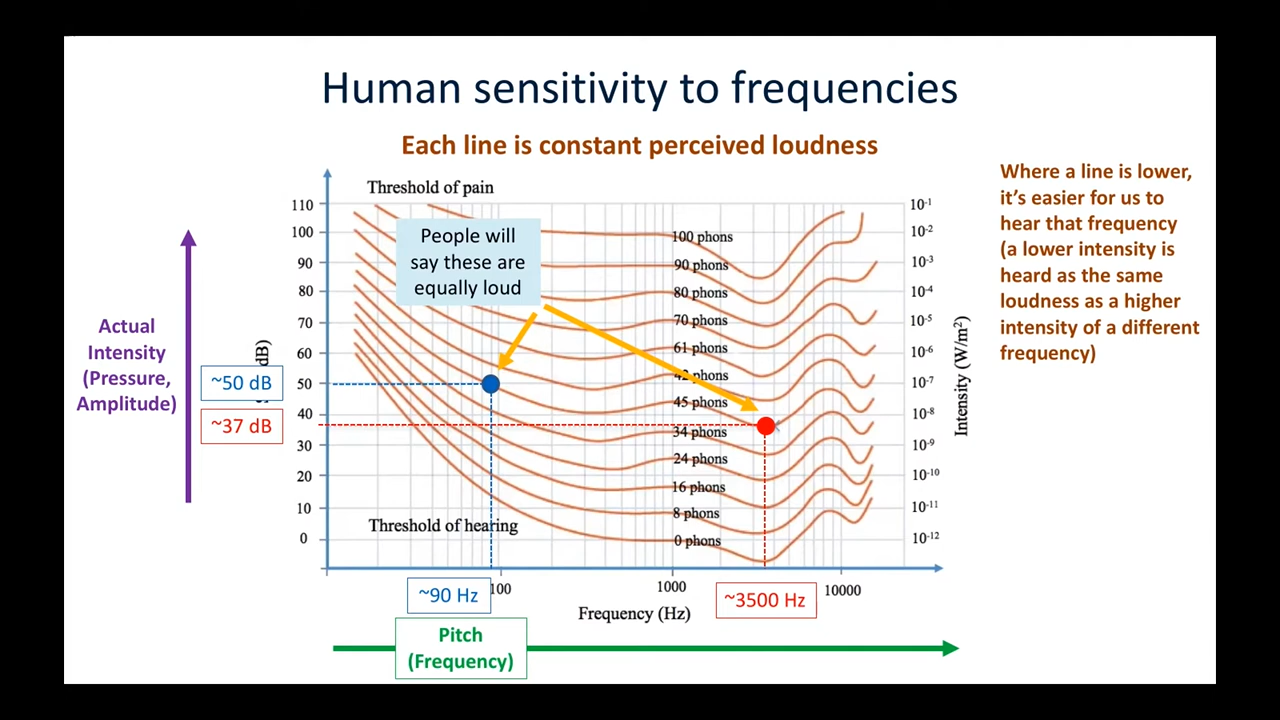 Human sensitivity to frequencies
Each line is constant perceived loudness
Where a line is lower,
it's easier for us to
hear that frequency
(a lower intensity is
heard as the same
loudness as a higher
intensity of a different
frequency)
Threshold of pain
People will
say these are
equally loud
110
100
90
80
70
60
50
40
30
20
10
0
100 phons
90 phons
80 phons
70 phons
61 phons
phons
45 phons
34 phons
24 phons
16 phons
8 phons
0 phons
10⁻¹
10⁻²
10⁻³
10⁻⁴
10⁻⁵
10⁻⁶
10⁻⁷
10⁻⁸
10⁻⁹
10⁻¹⁰
10⁻¹¹
10⁻¹²
Intensity (W/m²)
Actual
Intensity
(Pressure,
Amplitude)
dB)
~50 dB
~37 dB
Threshold of hearing
~90 Hz
100
1000
~3500 Hz
10000
Frequency (Hz)
Pitch
(Frequency)